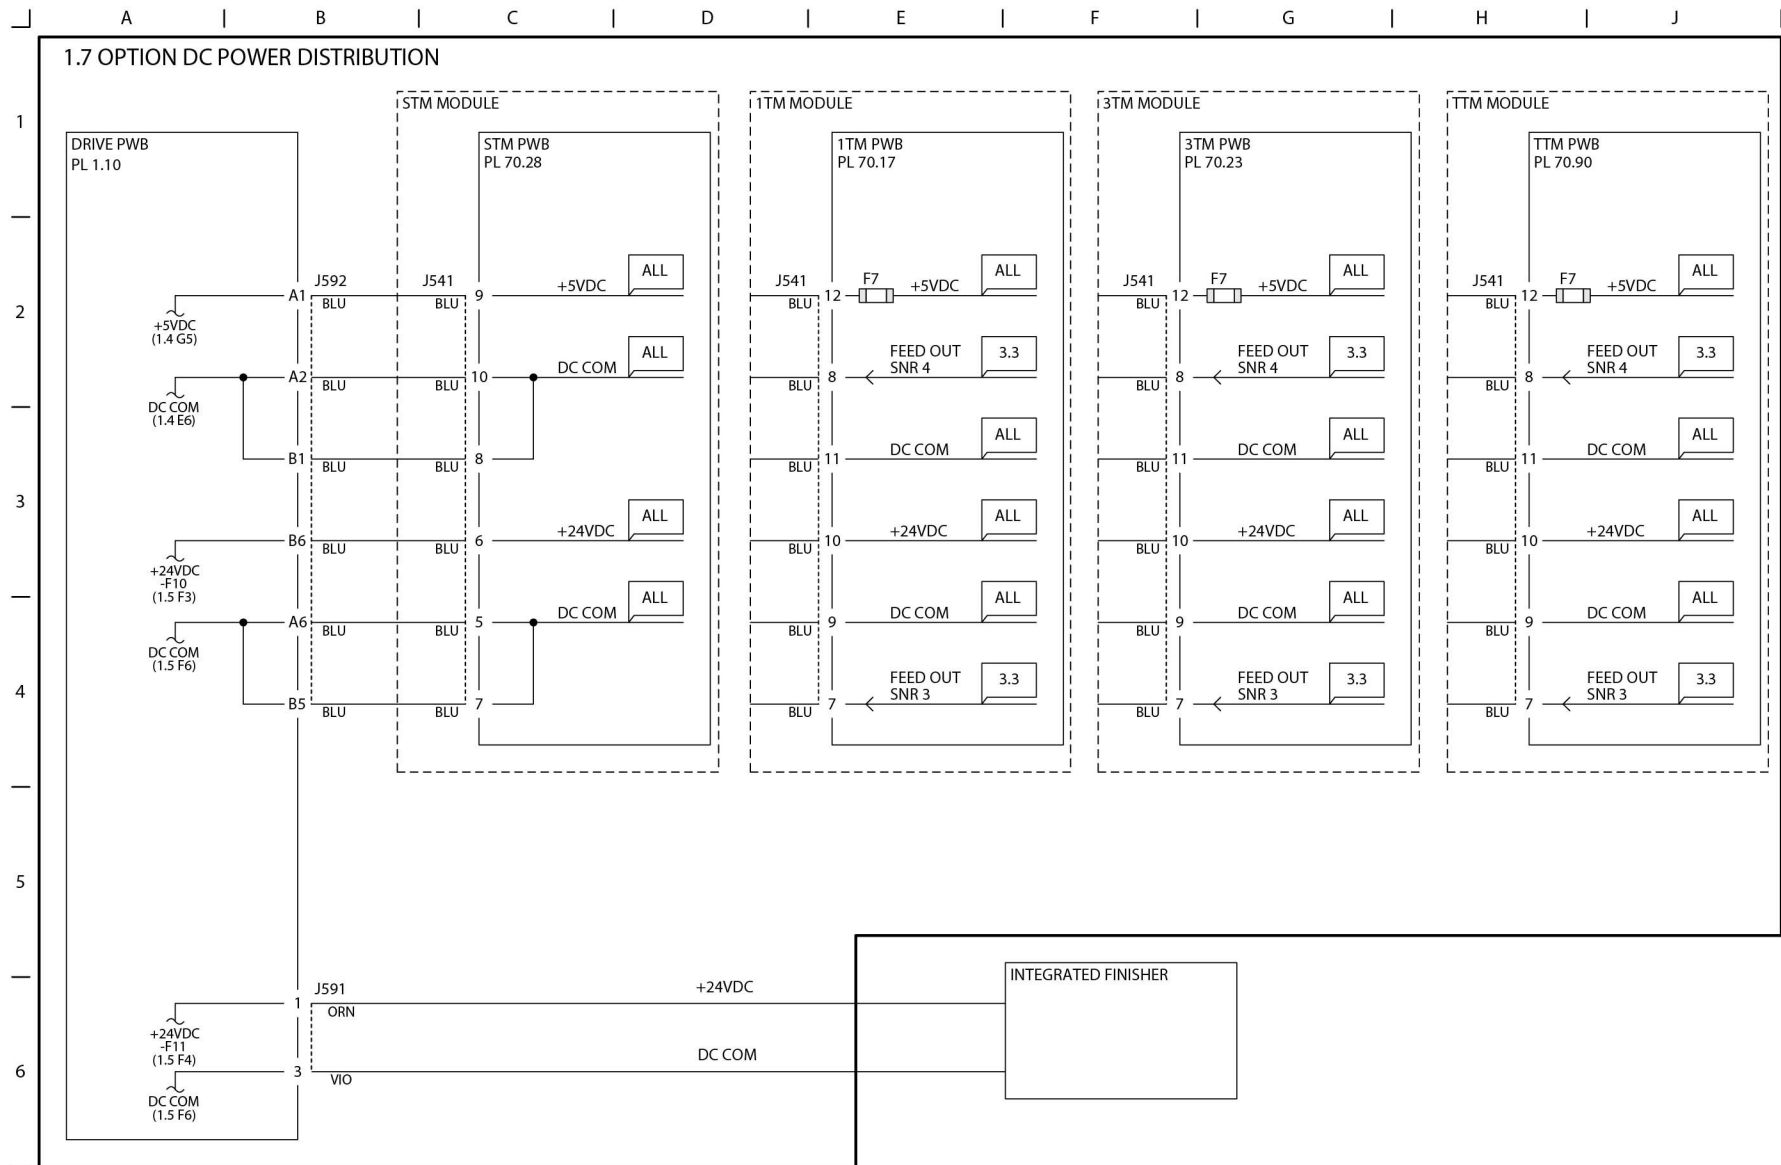 A B C D E F G H J
1.7 OPTION DC POWER DISTRIBUTION
1
2
3
4
5
6
DRIVE PWB
PL 1.10
+5VDC
(1.4 G5)
DC COM
(1.4 E6)
+24VDC
-F10
(1.5 F3)
DC COM
(1.5 F6)
+24VDC
-F11
(1.5 F4)
DC COM
(1.5 F6)
J592
A1 BLU
A2 BLU
B1 BLU
B6 BLU
A6 BLU
B5 BLU
STM MODULE
STM PWB
PL 70.28
J541
BLU 9 +5VDC ALL
BLU 10 DC COM ALL
BLU 8
BLU 6 +24VDC ALL
BLU 5 DC COM ALL
BLU 7
1TM MODULE
1TM PWB
PL 70.17
J541
BLU 12 F7 +5VDC ALL
BLU 8 FEED OUT
SNR 4 3.3
BLU 11 DC COM ALL
BLU 10 +24VDC ALL
BLU 9 DC COM ALL
BLU 7 FEED OUT
SNR 3 3.3
3TM MODULE
3TM PWB
PL 70.23
J541
BLU 12 F7 +5VDC ALL
BLU 8 FEED OUT
SNR 4 3.3
BLU 11 DC COM ALL
BLU 10 +24VDC ALL
BLU 9 DC COM ALL
BLU 7 FEED OUT
SNR 3 3.3
TTM MODULE
TTM PWB
PL 70.90
J541
BLU 12 F7 +5VDC ALL
BLU 8 FEED OUT
SNR 4 3.3
BLU 11 DC COM ALL
BLU 10 +24VDC ALL
BLU 9 DC COM ALL
BLU 7 FEED OUT
SNR 3 3.3
J591
1 ORN +24VDC
3 VIO DC COM
INTEGRATED FINISHER